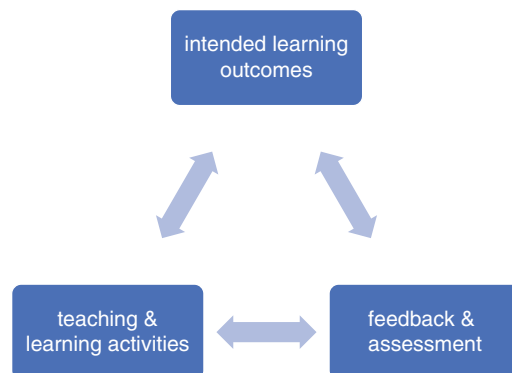 intended learning
outcomes
teaching &
learning activities
feedback &
assessment